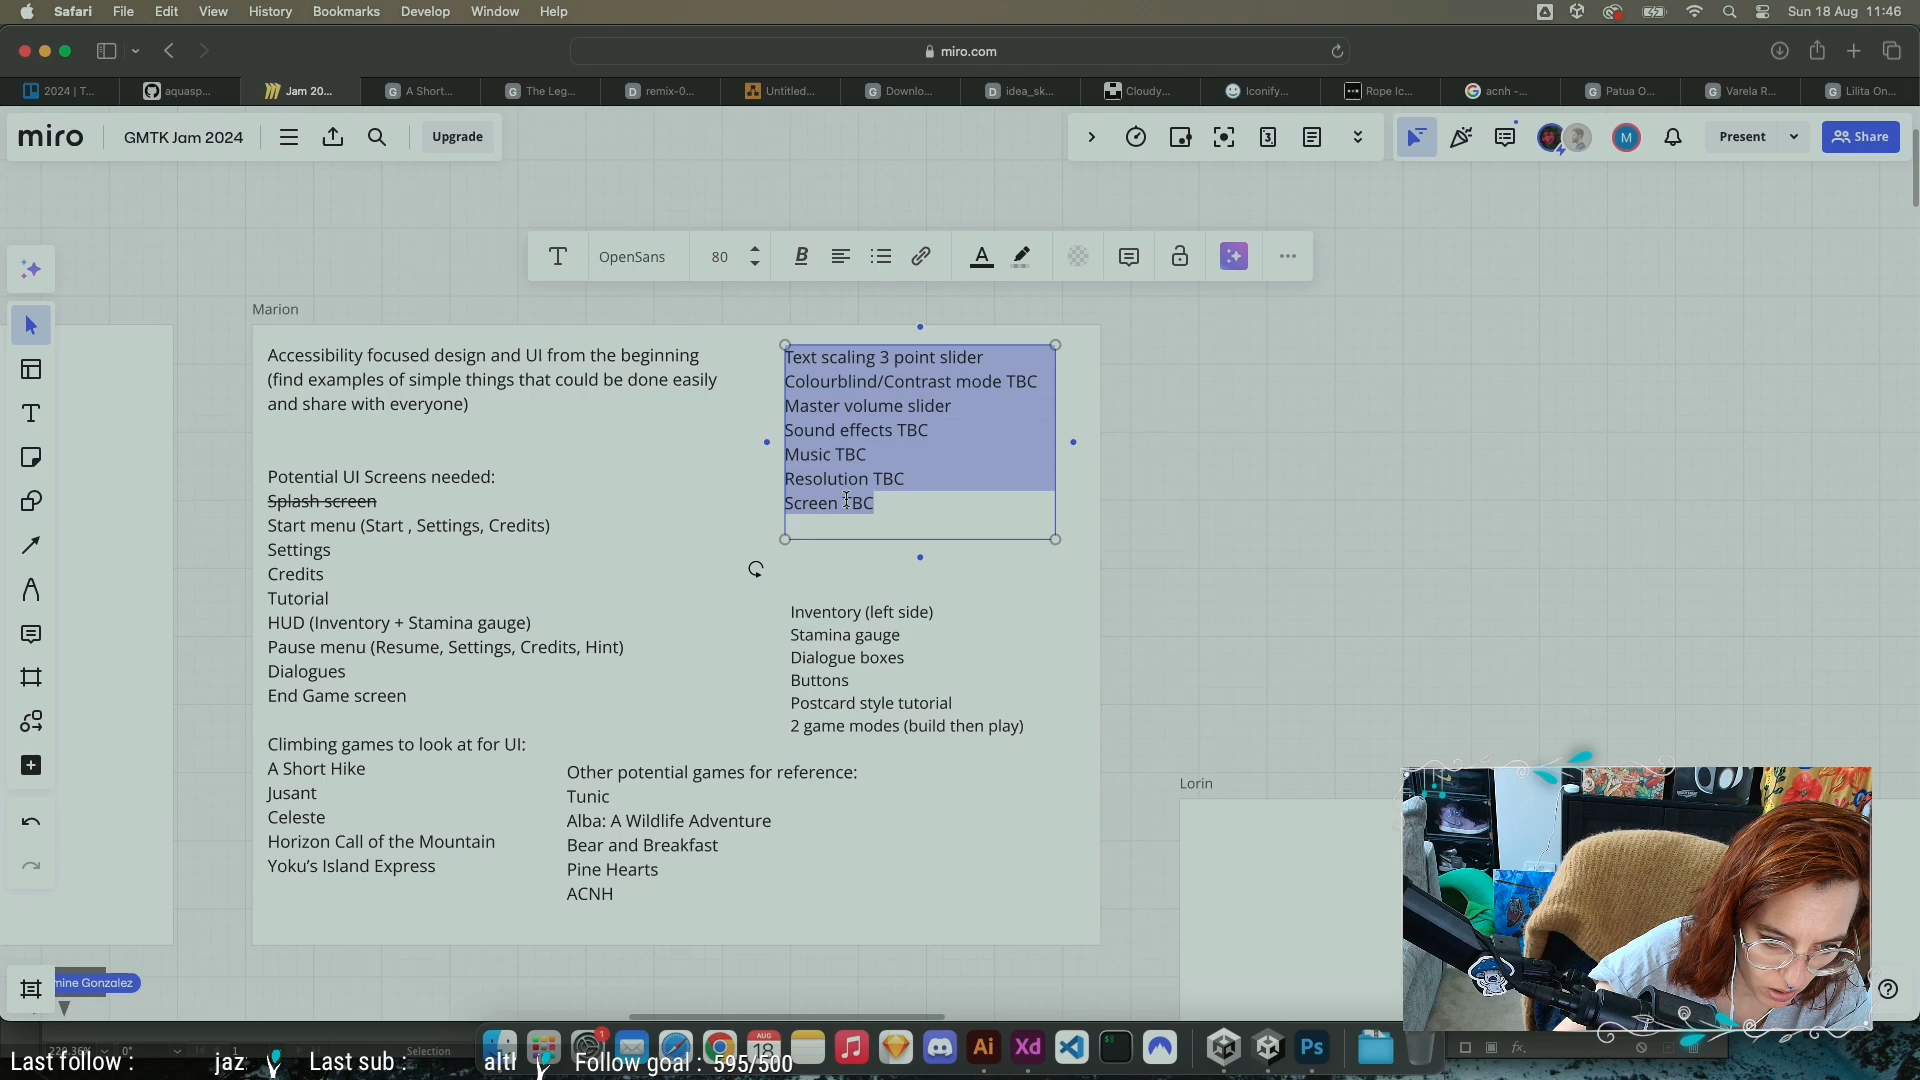 Safari File Edit View History Bookmarks Develop Window Help
Sun 18 Aug 11:46
miro.com
2024 | T...
aquasp...
Jam 20...
A Short...
The Leg...
remix-0...
Untitled...
Downlo...
idea_sk...
Cloudy...
Iconify...
Rope Ic...
acnh -...
Patua O...
Varela R...
Lilita On...
miro
GMTK Jam 2024
Upgrade
M
Present
Share
OpenSans
80
Marion
Accessibility focused design and UI from the beginning
(find examples of simple things that could be done easily
and share with everyone)
Text scaling 3 point slider
Colourblind/Contrast mode TBC
Master volume slider
Sound effects TBC
Music TBC
Resolution TBC
Screen TBC
Potential UI Screens needed:
Splash screen
Start menu (Start , Settings, Credits)
Settings
Credits
Tutorial
HUD (Inventory + Stamina gauge)
Pause menu (Resume, Settings, Credits, Hint)
Dialogues
End Game screen
Inventory (left side)
Stamina gauge
Dialogue boxes
Buttons
Postcard style tutorial
2 game modes (build then play)
Climbing games to look at for UI:
A Short Hike
Jusant
Celeste
Horizon Call of the Mountain
Yoku's Island Express
Other potential games for reference:
Tunic
Alba: A Wildlife Adventure
Bear and Breakfast
Pine Hearts
ACNH
Lorin
mine Gonzalez
AUG
18
Ai
Xd
Ps
Selection
Last follow :
jaz
Last sub :
alth
Follow goal : 595/500